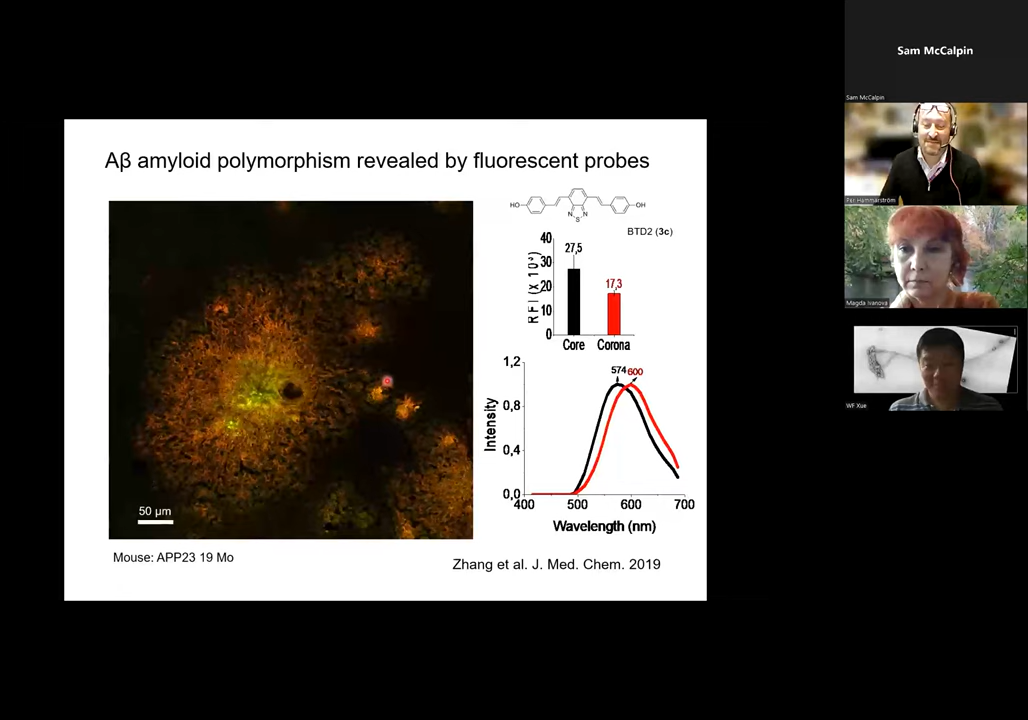 Sam McCalpin
Sam McCalpin
Pär Hammarström
Magda Ivanova
WF Xue
Aβ amyloid polymorphism revealed by fluorescent probes
HO
OH
N
N
S
BTD2 (3c)
RFI (x 10³)
40
30
20
10
0
27,5
17,3
Core
Corona
Intensity
1,2
0,8
0,4
0,0
574
600
400
500
600
700
Wavelength (nm)
50 µm
Mouse: APP23 19 Mo
Zhang et al. J. Med. Chem. 2019